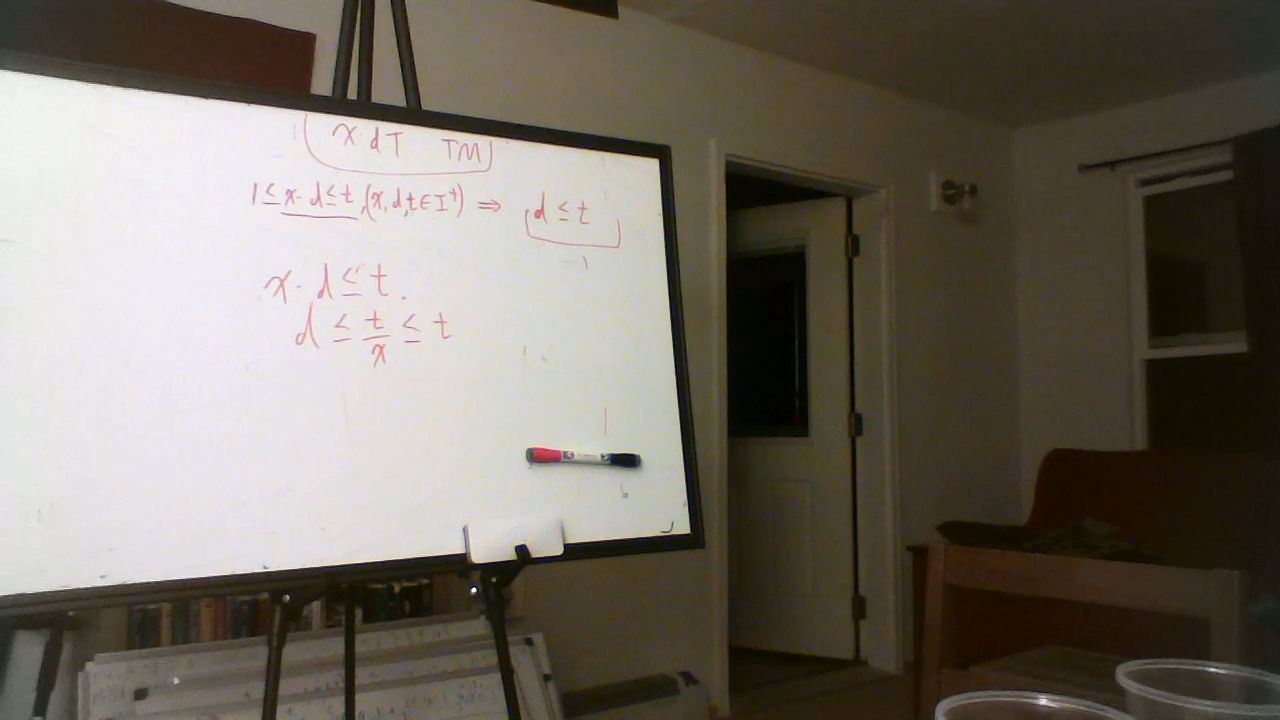 x d T TM
1 ≤ x · d ≤ t, (x, d, t ∈ I⁺) ⇒ d ≤ t
x · d ≤ t.
d ≤ t/x ≤ t